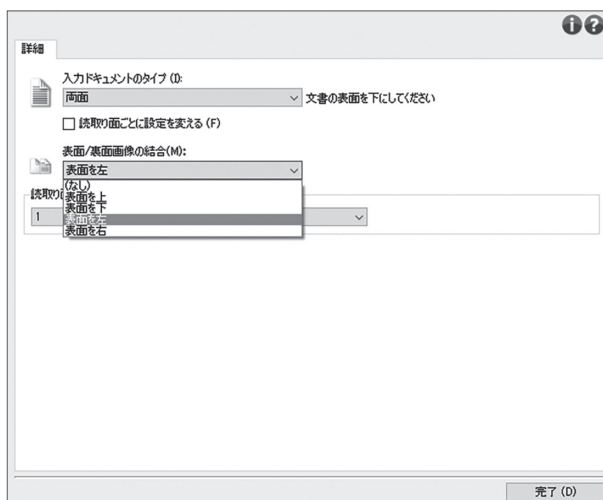 詳細
入力ドキュメントのタイプ (I):
両面 文書の表面を下にしてください
読取り面ごとに設定を変える (F)
表面/裏面画像の結合(M):
表面を左
(なし)
表面を上
表面を下
表面を左
表面を右
読取り
1
完了 (D)